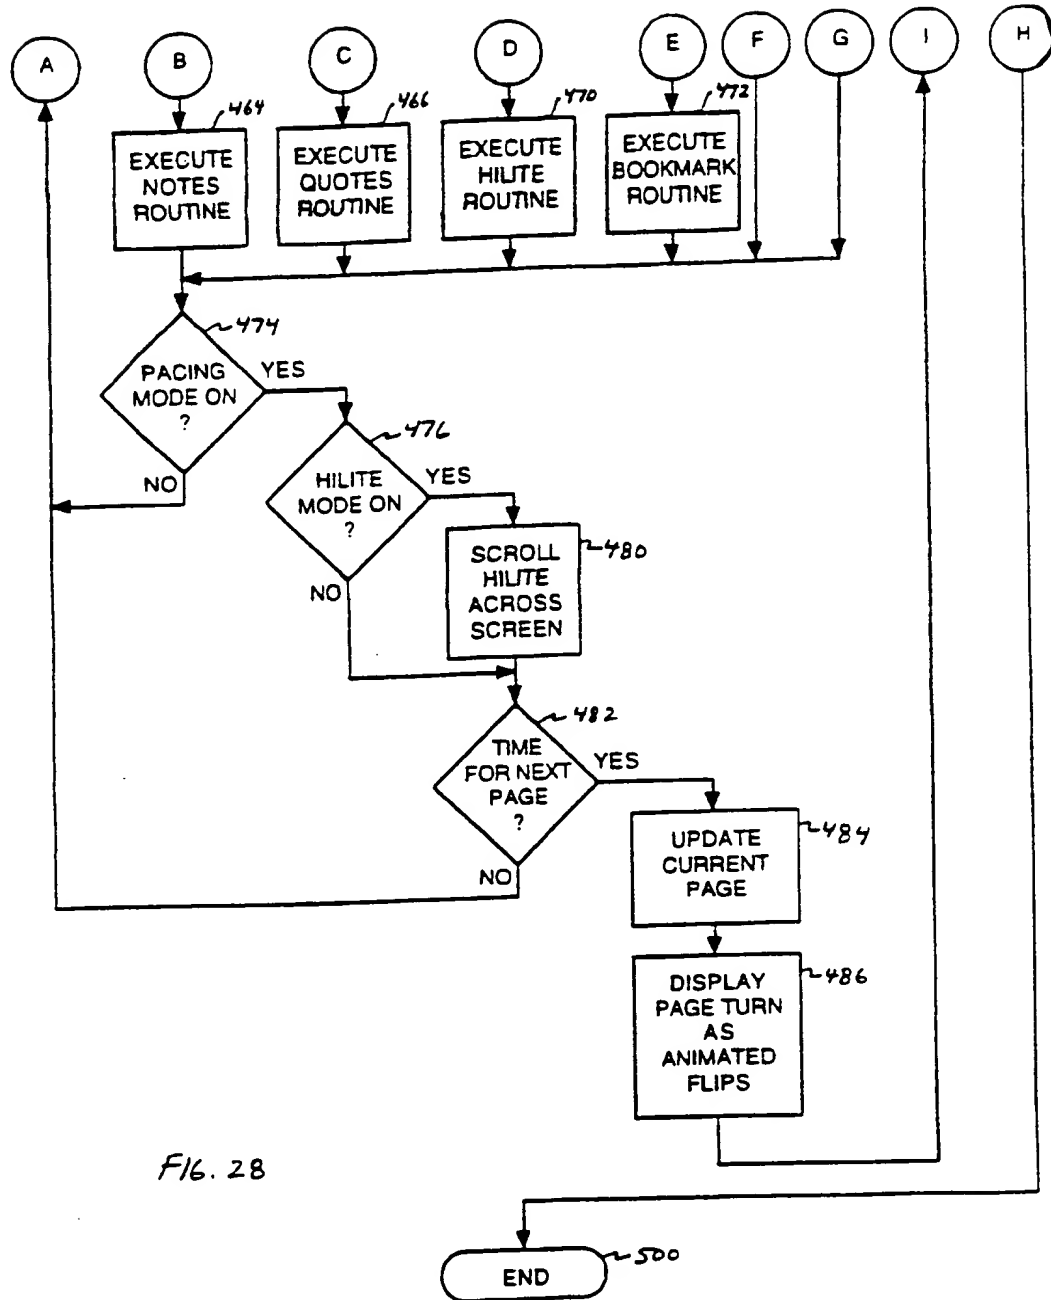 A
B
C
D
E
F
G
I
H
464
466
470
472
EXECUTE
NOTES
ROUTINE
EXECUTE
QUOTES
ROUTINE
EXECUTE
HILITE
ROUTINE
EXECUTE
BOOKMARK
ROUTINE
474
PACING
MODE ON
?
YES
NO
476
HILITE
MODE ON
?
YES
NO
480
SCROLL
HILITE
ACROSS
SCREEN
482
TIME
FOR NEXT
PAGE
?
YES
NO
484
UPDATE
CURRENT
PAGE
486
DISPLAY
PAGE TURN
AS
ANIMATED
FLIPS
FIG. 28
500
END